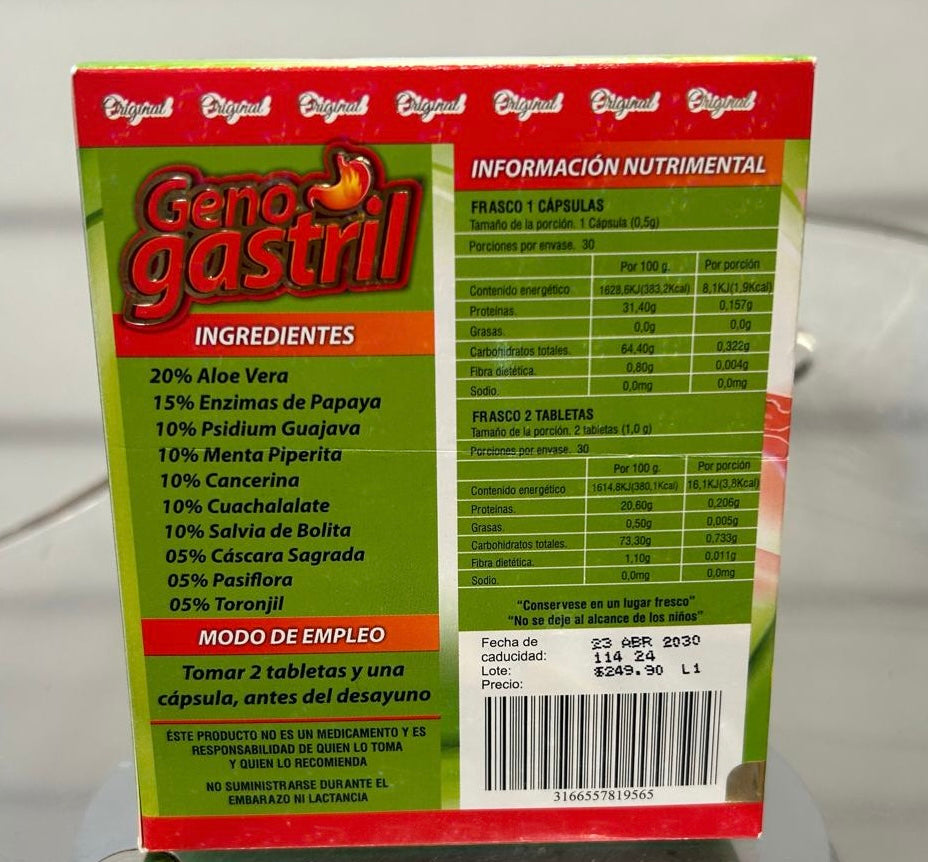 Original Original Original Original Original Original Original
Geno
gastril
INGREDIENTES
20% Aloe Vera
15% Enzimas de Papaya
10% Psidium Guajava
10% Menta Piperita
10% Cancerina
10% Cuachalalate
10% Salvia de Bolita
05% Cáscara Sagrada
05% Pasiflora
05% Toronjil
MODO DE EMPLEO
Tomar 2 tabletas y una
cápsula, antes del desayuno
ÉSTE PRODUCTO NO ES UN MEDICAMENTO Y ES
RESPONSABILIDAD DE QUIEN LO TOMA
Y QUIEN LO RECOMIENDA
NO SUMINISTRARSE DURANTE EL
EMBARAZO NI LACTANCIA
INFORMACIÓN NUTRIMENTAL
FRASCO 1 CÁPSULAS
Tamaño de la porción. 1 Cápsula (0,5g)
Porciones por envase. 30
Por 100 g. Por porción
Contenido energético 1628,6KJ(383,2Kcal) 8,1KJ(1,9Kcal)
Proteínas. 31,40g 0,157g
Grasas. 0,0g 0,0g
Carbohidratos totales. 64,40g 0,322g
Fibra dietética. 0,80g 0,004g
Sodio. 0,0mg 0,0mg
FRASCO 2 TABLETAS
Tamaño de la porción. 2 tabletas (1,0 g)
Porciones por envase. 30
Por 100 g. Por porción
Contenido energético 1614,8KJ(380,1Kcal) 16,1KJ(3,8Kcal)
Proteínas. 20,60g 0,206g
Grasas. 0,50g 0,005g
Carbohidratos totales. 73,30g 0,733g
Fibra dietética. 1,10g 0,011g
Sodio. 0,0mg 0,0mg
"Conservese en un lugar fresco"
"No se deje al alcance de los niños"
Fecha de caducidad: 23 ABR 2030
Lote: 114 24
Precio: $249.90 L1
3166557819565